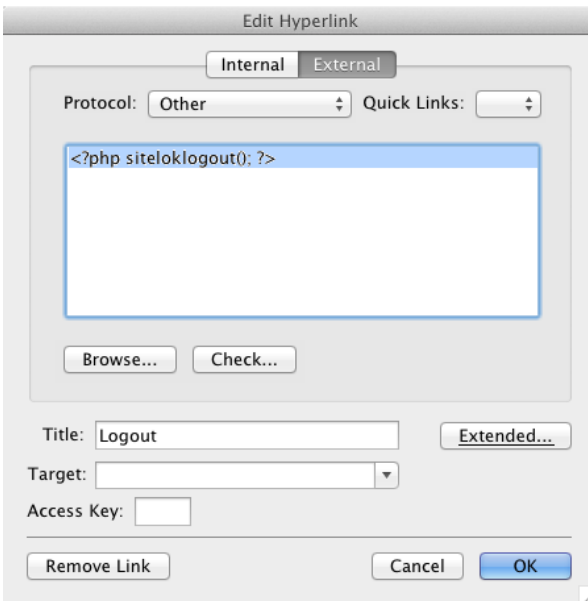 Edit Hyperlink
Internal External
Protocol: Other Quick Links:
<?php siteloklogout(); ?>
Browse... Check...
Title: Logout Extended...
Target:
Access Key:
Remove Link Cancel OK